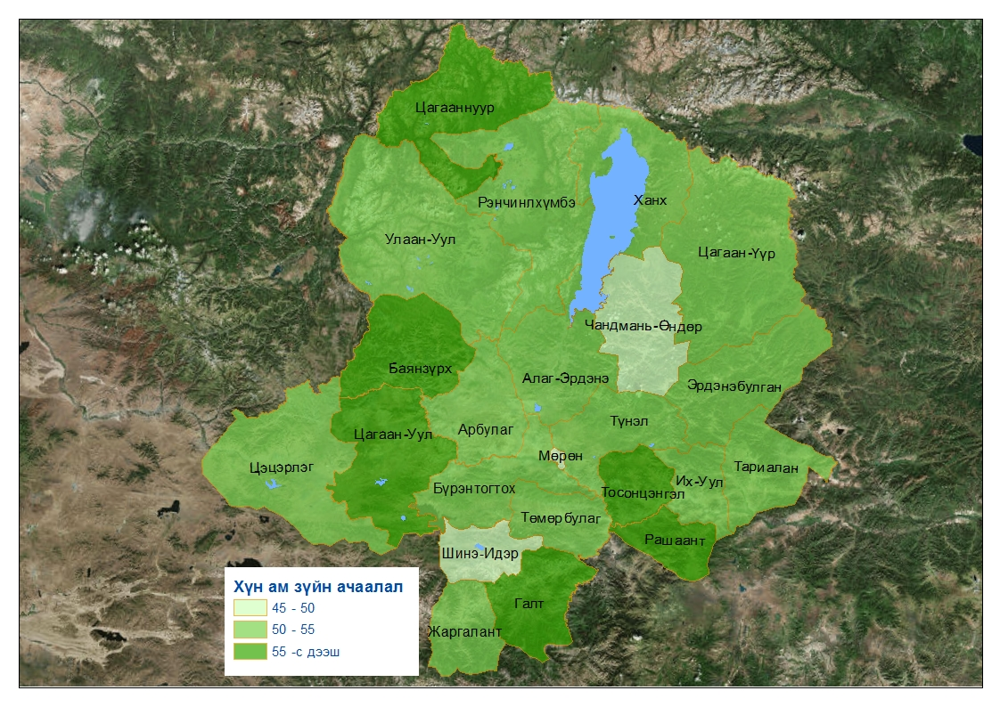 Цагааннуур
Рэнчинлхүмбэ
Ханх
Улаан-Уул
Цагаан-Үүр
Чандмань-Өндөр
Баянзүрх
Алаг-Эрдэнэ
Эрдэнэбулган
Түнэл
Арбулаг
Цагаан-Уул
Мөрөн
Цэцэрлэг
Тариалан
Их-Уул
Бүрэнтогтох
Тосонцэнгэл
Төмөрбулаг
Рашаант
Шинэ-Идэр
Галт
Жаргалант
Хүн ам зүйн ачаалал
45 - 50
50 - 55
55 -с дээш